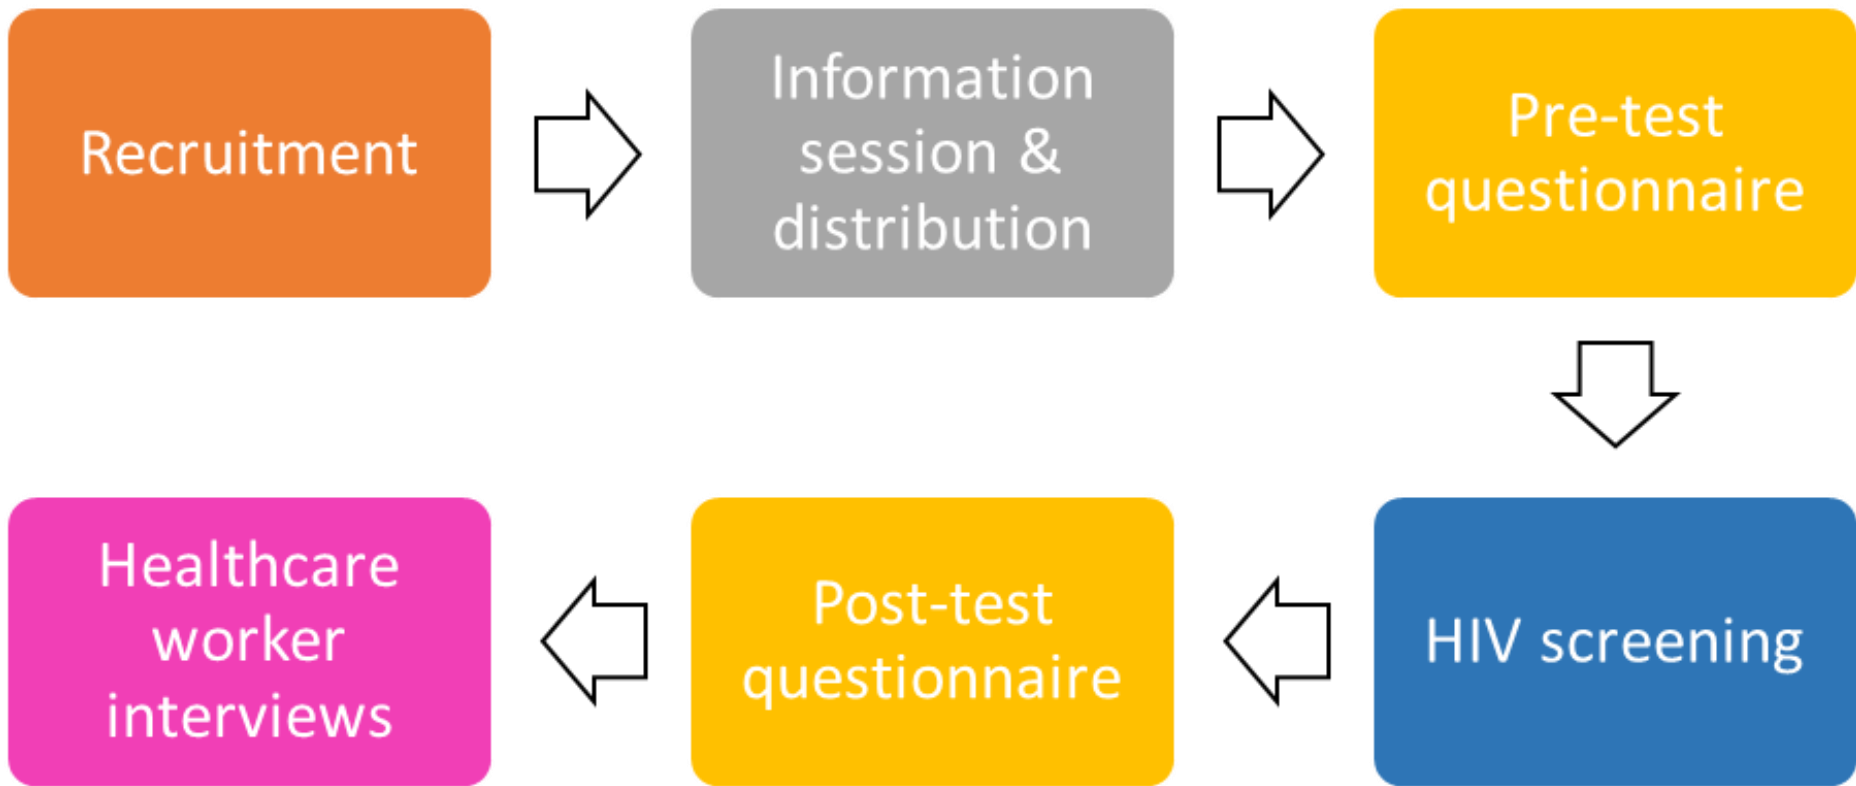 Recruitment
Information
session &
distribution
Pre-test
questionnaire
HIV screening
Post-test
questionnaire
Healthcare
worker
interviews